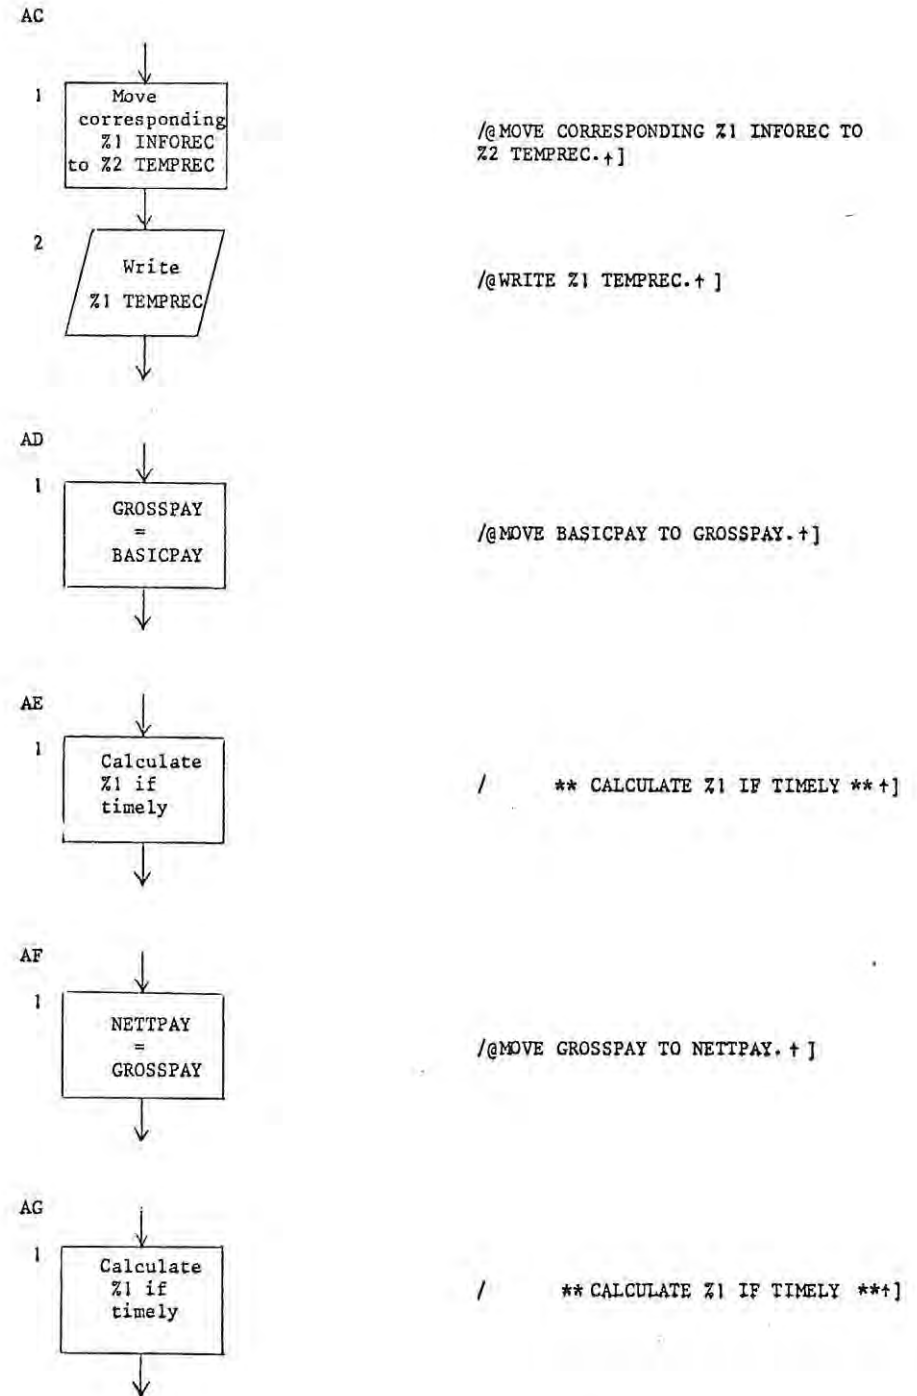 AC
1
Move
corresponding
%1 INFOREC
to %2 TEMPREC
/@MOVE CORRESPONDING %1 INFOREC TO
%2 TEMPREC.↑]
2
Write
%1 TEMPREC
/@WRITE %1 TEMPREC.↑ ]
AD
1
GROSSPAY
=
BASICPAY
/@MOVE BASICPAY TO GROSSPAY.↑]
AE
1
Calculate
%1 if
timely
/ ** CALCULATE %1 IF TIMELY **↑]
AF
1
NETTPAY
=
GROSSPAY
/@MOVE GROSSPAY TO NETTPAY.↑ ]
AG
1
Calculate
%1 if
timely
/ ** CALCULATE %1 IF TIMELY **↑]